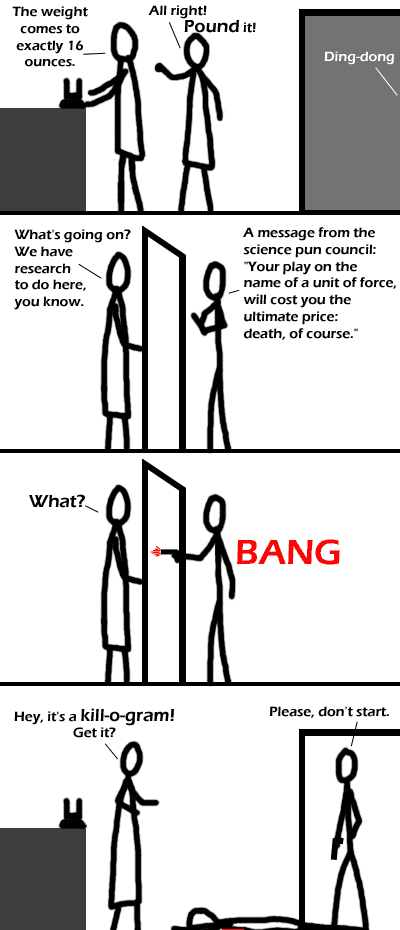 The weight
comes to
exactly 16
ounces.
All right!
Pound it!
Ding-dong
What's going on?
We have
research
to do here,
you know.
A message from the
science pun council:
"Your play on the
name of a unit of force,
will cost you the
ultimate price:
death, of course."
What?
BANG
Hey, it's a kill-o-gram!
Get it?
Please, don't start.